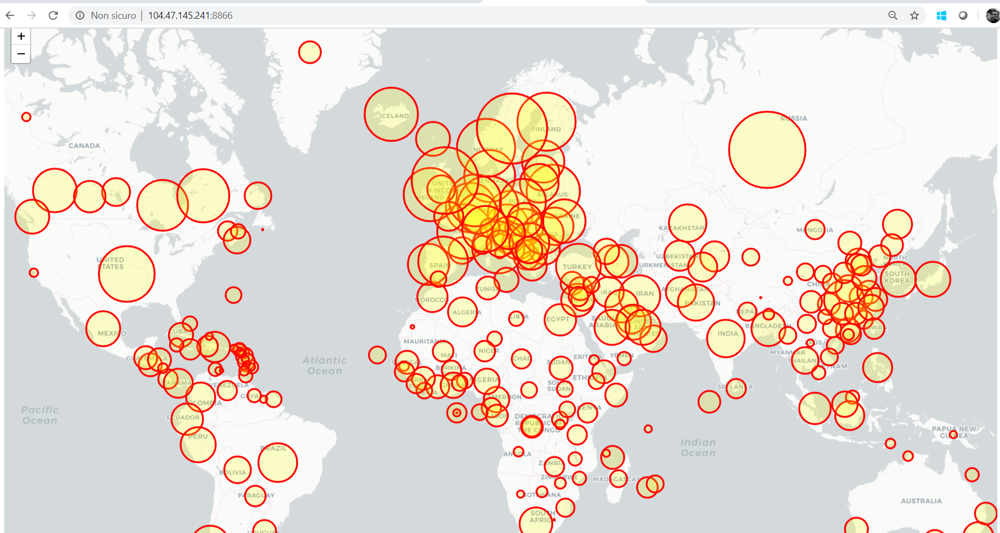 Non sicuro
104.47.145.241:8866
+
−
ICELAND
RUSSIA
FINLAND
NORWAY
CANADA
UNITED
KINGD
IRELAND
DENMARK
BELARUS
POLAND
UKRAINE
FRA
KAZAKHSTAN
MONGOLIA
UNITED
STATES
SPAIN
TURKEY
UZBEKISTAN
TURKMENISTAN
NORTH
KOREA
SOUTH
KOREA
CHINA
TUNISI
MOROCCO
IRAQ
IRAN
AFGHANISTAN
PAKISTAN
ALGERIA
LIBYA
EGYPT
SAUDI
ARABIA
UNITED
ARAB
EMIRATES
NEPAL
BANGLADESH
TAIWAN
MEXICO
CUBA
INDIA
MAURITANIA
LAOS
MYANMAR
GUATEMALA
Atlantic
Ocean
SENEGAL
MALI
NIGER
CHAD
SUDAN
ERITREA
YEMEN
THAILAND
VIETNAM
BURKINA
PANAMA
VENEZUELA
GHANA
NIGERIA
SOUTH
SUDAN
ETHIOPIA
SRI LANKA
GUYANA
COLOMBIA
CAMEROON
Pacific
Ocean
ECUADOR
GABON
DEMOCRATIC
REPUBLIC OF
THE CONGO
KENYA
PAPUA NEW
GUINEA
PERU
BRAZIL
Indian
Ocean
ANGOLA
ZAMBIA
BOLIVIA
ZIMBABWE
MADAGASCAR
PARAGUAY
BOTSWANA
AUSTRALIA
SOUTH
AFRICA
URUGUAY